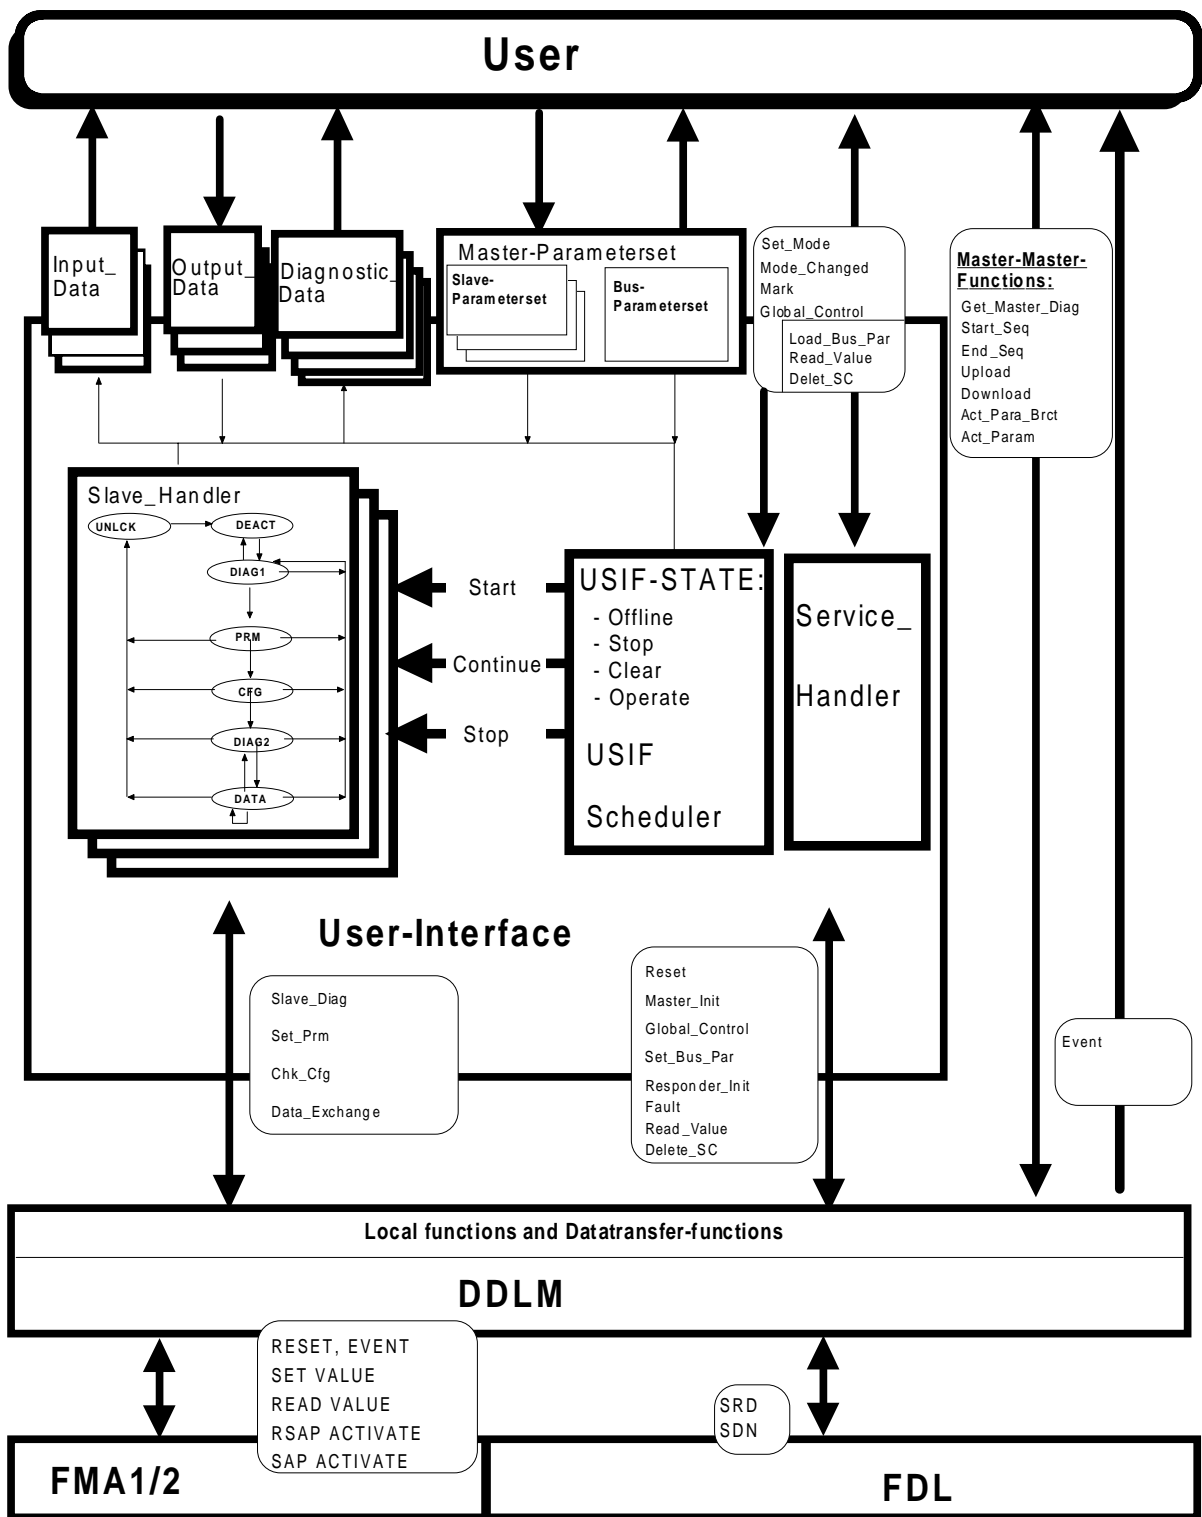 User
Input_
Data
Output_
Data
Diagnostic_
Data
Master-Parameterset
Slave-
Parameterset
Bus-
Parameterset
Set_Mode
Mode_Changed
Mark
Global_Control
Load_Bus_Par
Read_Value
Delet_SC
Master-Master-
Functions:
Get_Master_Diag
Start_Seq
End_Seq
Upload
Download
Act_Para_Brct
Act_Param
Slave_Handler
UNLCK
DEACT
DIAG1
PRM
CFG
DIAG2
DATA
Start
Continue
Stop
USIF-STATE:
- Offline
- Stop
- Clear
- Operate
USIF
Scheduler
Service_
Handler
User-Interface
Slave_Diag
Set_Prm
Chk_Cfg
Data_Exchange
Reset
Master_Init
Global_Control
Set_Bus_Par
Responder_Init
Fault
Read_Value
Delete_SC
Event
Local functions and Datatransfer-functions
DDLM
RESET, EVENT
SET VALUE
READ VALUE
RSAP ACTIVATE
SAP ACTIVATE
SRD
SDN
FMA1/2
FDL